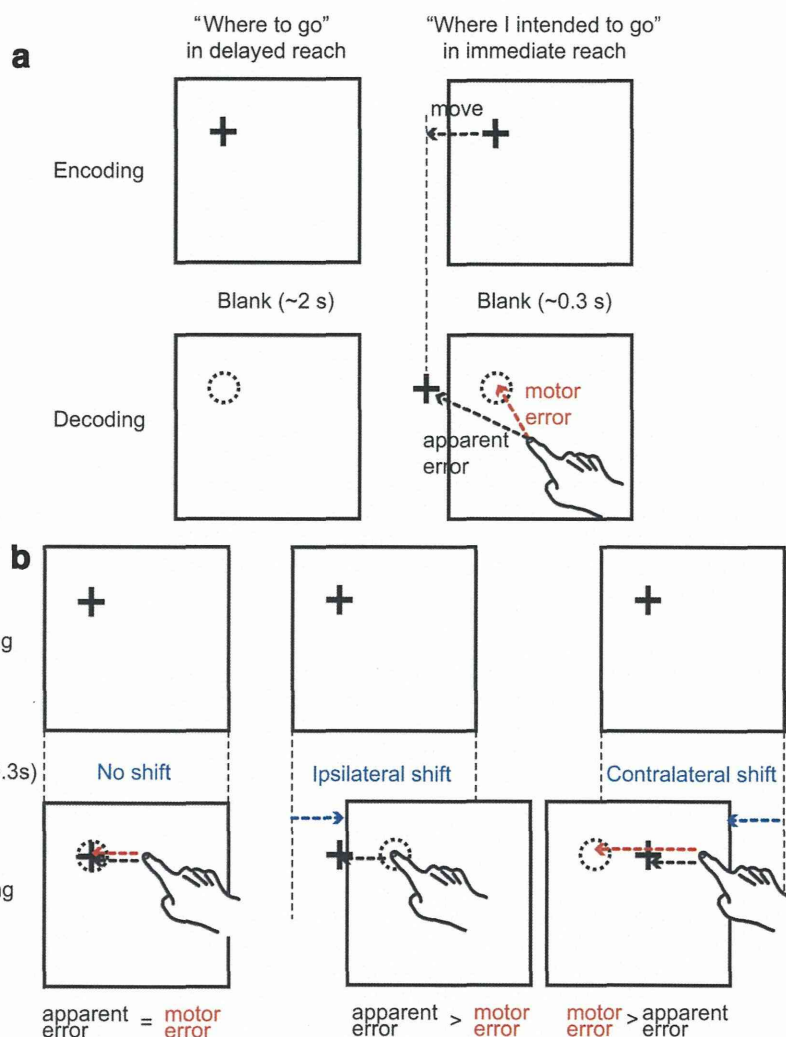 "Where to go"
in delayed reach
"Where I intended to go"
in immediate reach
a
move
Encoding
Blank (~2 s)
Blank (~0.3 s)
Decoding
motor
error
apparent
error
b
g
No shift
Ipsilateral shift
Contralateral shift
.3s)
ng
apparent
error
=
motor
error
apparent
error
>
motor
error
motor
error
>
apparent
error